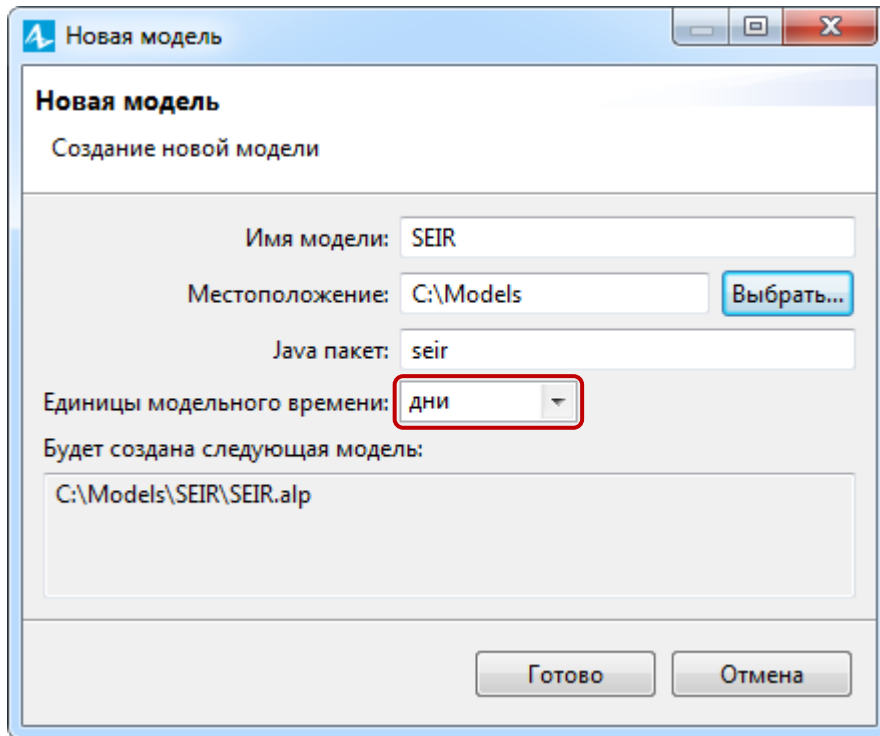 Новая модель
Новая модель
Создание новой модели
Имя модели: SEIR
Местоположение: C:\Models Выбрать...
Java пакет: seir
Единицы модельного времени: дни
Будет создана следующая модель:
C:\Models\SEIR\SEIR.alp
Готово Отмена